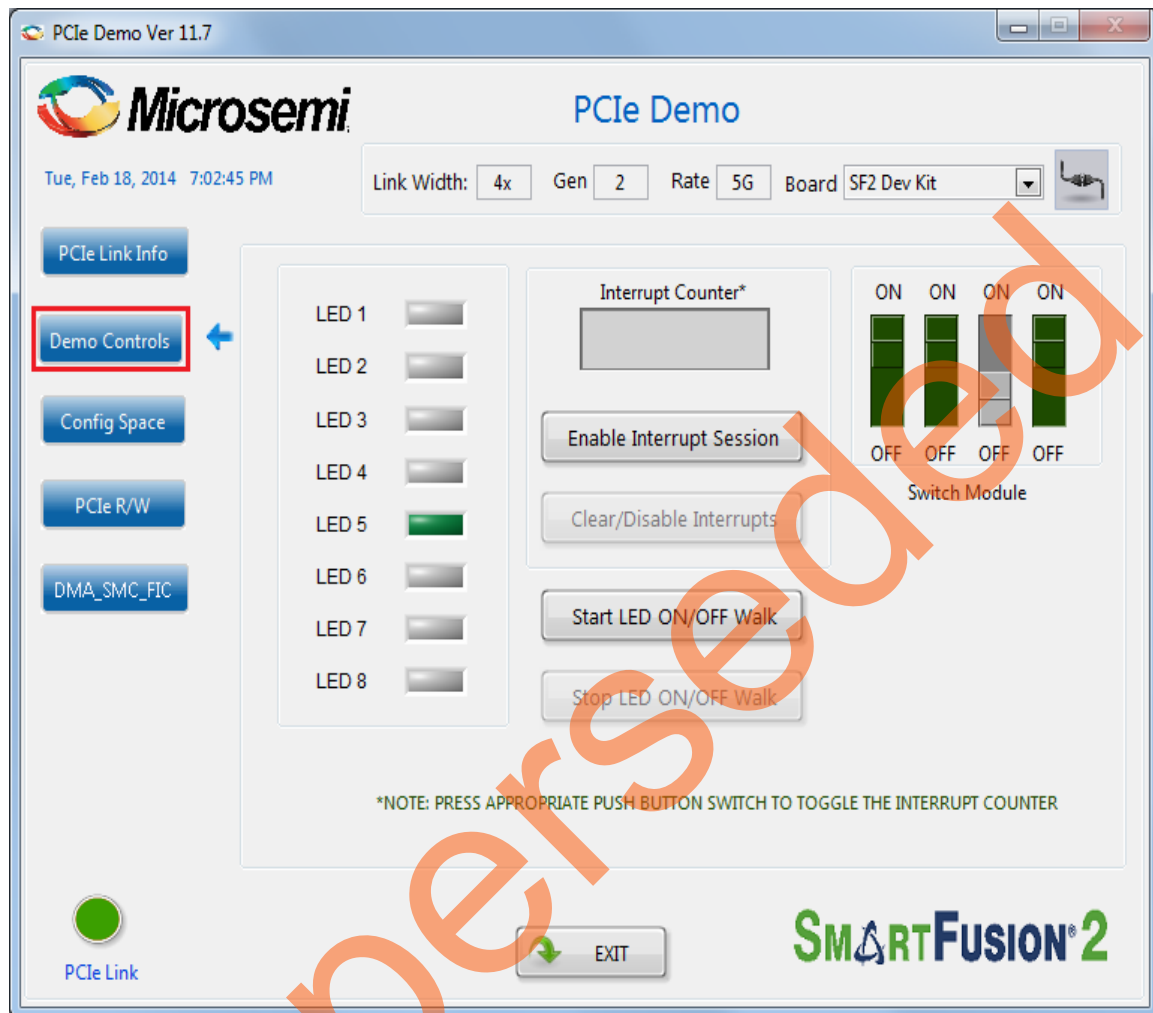 PCIe Demo Ver 11.7
Microsemi
PCIe Demo
Tue, Feb 18, 2014 7:02:45 PM
Link Width: 4x Gen 2 Rate 5G Board SF2 Dev Kit
PCIe Link Info
Demo Controls
Config Space
PCIe R/W
DMA_SMC_FIC
LED 1
LED 2
LED 3
LED 4
LED 5
LED 6
LED 7
LED 8
Interrupt Counter*
Enable Interrupt Session
Clear/Disable Interrupts
Start LED ON/OFF Walk
Stop LED ON/OFF Walk
ON ON ON ON
OFF OFF OFF OFF
Switch Module
*NOTE: PRESS APPROPRIATE PUSH BUTTON SWITCH TO TOGGLE THE INTERRUPT COUNTER
PCIe Link
EXIT
SMARTFUSION®2
perseded